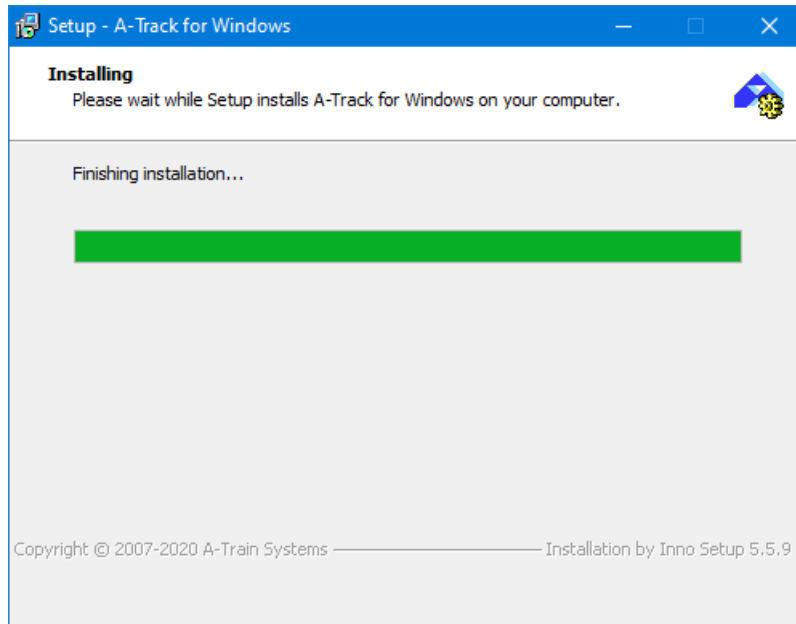 Setup - A-Track for Windows
Installing
Please wait while Setup installs A-Track for Windows on your computer.
Finishing installation...
Copyright © 2007-2020 A-Train Systems
Installation by Inno Setup 5.5.9